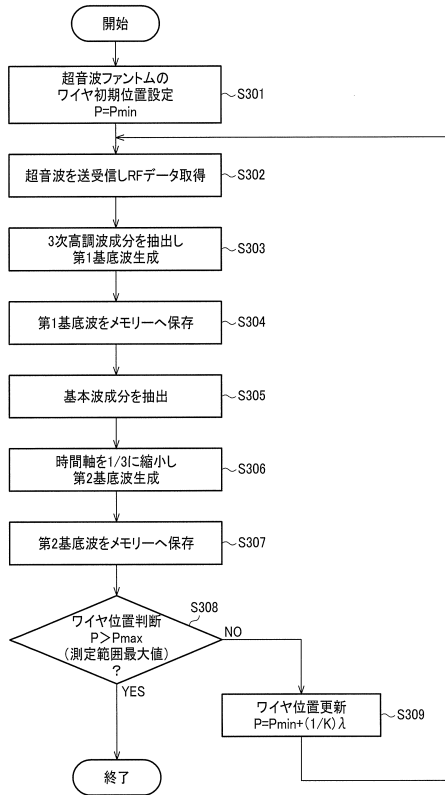 開始
超音波ファントムの
ワイヤ初期位置設定
P=Pmin
S301
超音波を送受信しRFデータ取得
S302
3次高調波成分を抽出し
第1基底波生成
S303
第1基底波をメモリーへ保存
S304
基本波成分を抽出
S305
時間軸を1/3に縮小し
第2基底波生成
S306
第2基底波をメモリーへ保存
S307
S308
ワイヤ位置判断
P>Pmax
(測定範囲最大値)
?
NO
YES
ワイヤ位置更新
P=Pmin+(1/K)λ
S309
終了